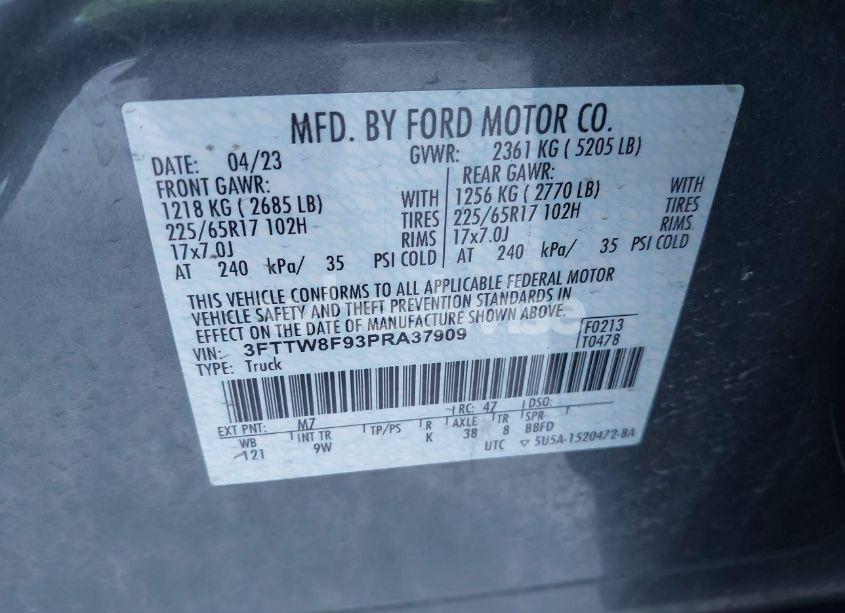 MFD. BY FORD MOTOR CO.
DATE: 04/23 GVWR: 2361 KG ( 5205 LB)
FRONT GAWR: REAR GAWR:
1218 KG ( 2685 LB) WITH 1256 KG ( 2770 LB) WITH
225/65R17 102H TIRES 225/65R17 102H TIRES
17x7.0J RIMS 17x7.0J RIMS
AT 240 kPa/ 35 PSI COLD AT 240 kPa/ 35 PSI COLD
THIS VEHICLE CONFORMS TO ALL APPLICABLE FEDERAL MOTOR
VEHICLE SAFETY AND THEFT PREVENTION STANDARDS IN
EFFECT ON THE DATE OF MANUFACTURE SHOWN ABOVE.
VIN: 3FTTW8F93PRA37909 F0213
TYPE: Truck T0478
EXT PNT: M7 RC: 47 DSO:
WB INT TR TP/PS R AXLE TR SPR
121 9W K 38 8 BBFD
UTC ▽ 5U5A-1520472-8A